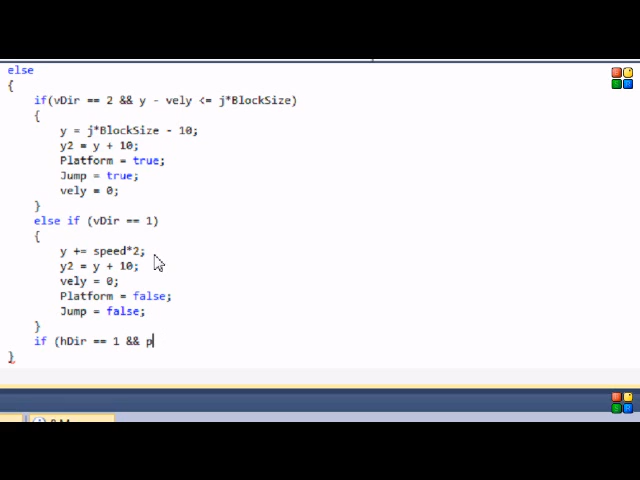 else
{
if(vDir == 2 && y - vely <= j*BlockSize)
{
y = j*BlockSize - 10;
y2 = y + 10;
Platform = true;
Jump = true;
vely = 0;
}
else if (vDir == 1)
{
y += speed*2;
y2 = y + 10;
vely = 0;
Platform = false;
Jump = false;
}
if (hDir == 1 && p
}